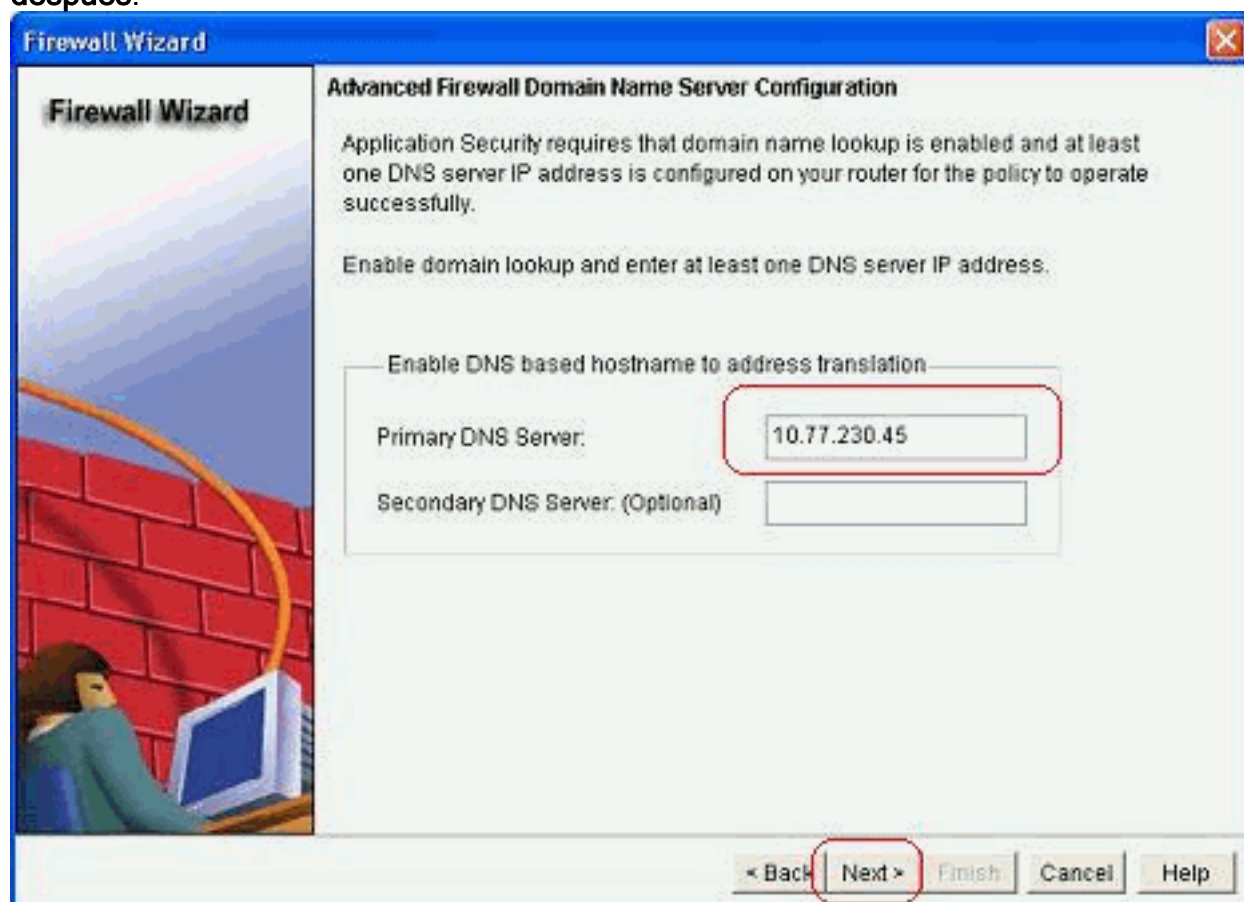 después.
Firewall Wizard
Firewall Wizard
Advanced Firewall Domain Name Server Configuration
Application Security requires that domain name lookup is enabled and at least
one DNS server IP address is configured on your router for the policy to operate
successfully.
Enable domain lookup and enter at least one DNS server IP address.
Enable DNS based hostname to address translation
Primary DNS Server:
10.77.230.45
Secondary DNS Server: (Optional)
< Back Next > Finish Cancel Help